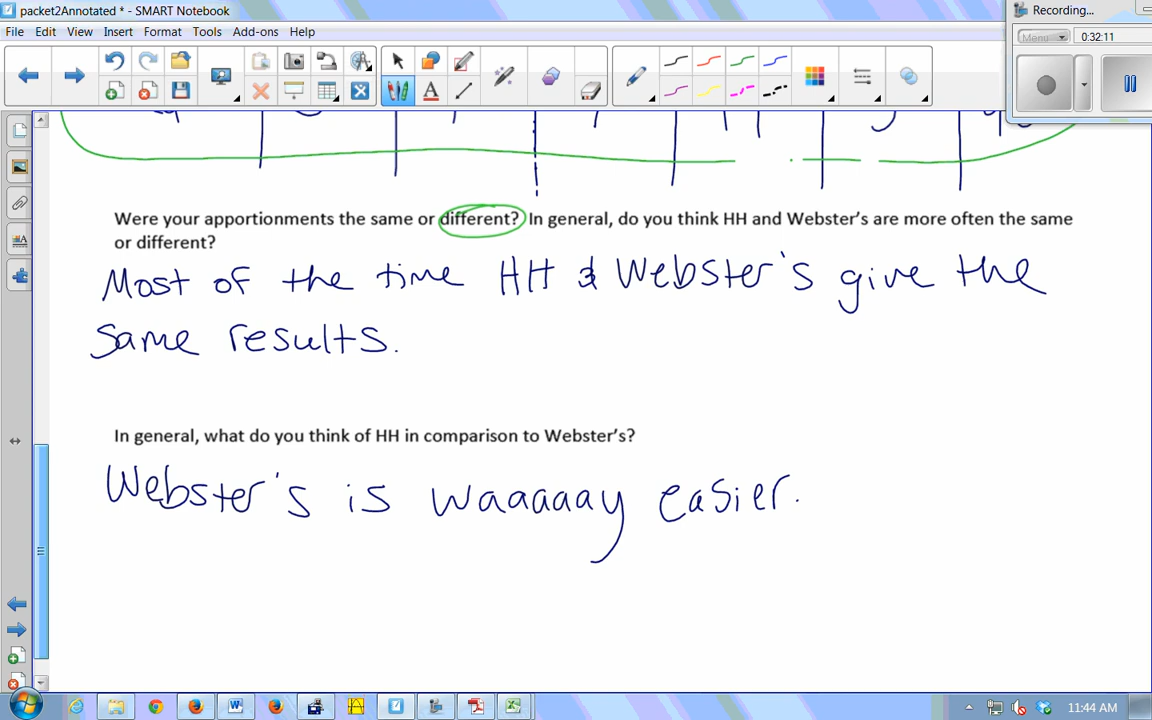 packet2Annotated * - SMART Notebook
Recording...
File Edit View Insert Format Tools Add-ons Help
Menu 0:32:11
Were your apportionments the same or different? In general, do you think HH and Webster's are more often the same
or different?
Most of the time HH & Webster's give the
same results.
In general, what do you think of HH in comparison to Webster's?
Webster's is waaaaay easier.
11:44 AM